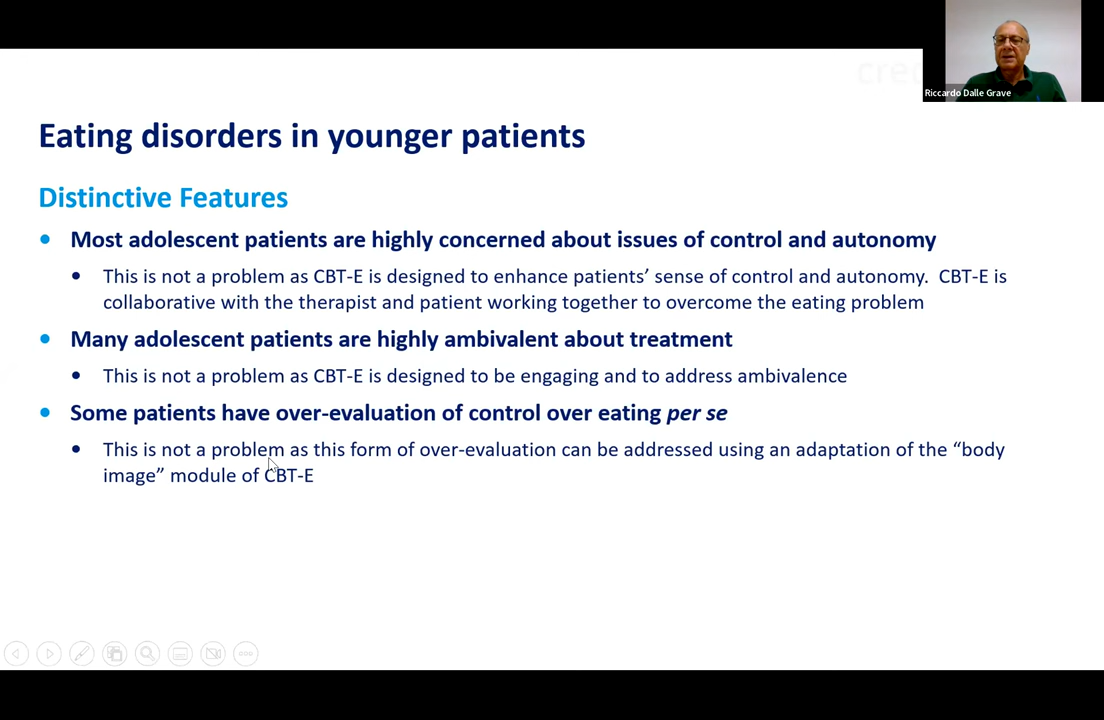 Riccardo Dalle Grave
Eating disorders in younger patients
Distinctive Features
• Most adolescent patients are highly concerned about issues of control and autonomy
• This is not a problem as CBT-E is designed to enhance patients’ sense of control and autonomy.  CBT-E is
collaborative with the therapist and patient working together to overcome the eating problem
• Many adolescent patients are highly ambivalent about treatment
• This is not a problem as CBT-E is designed to be engaging and to address ambivalence
• Some patients have over-evaluation of control over eating per se
• This is not a problem as this form of over-evaluation can be addressed using an adaptation of the “body
image” module of CBT-E